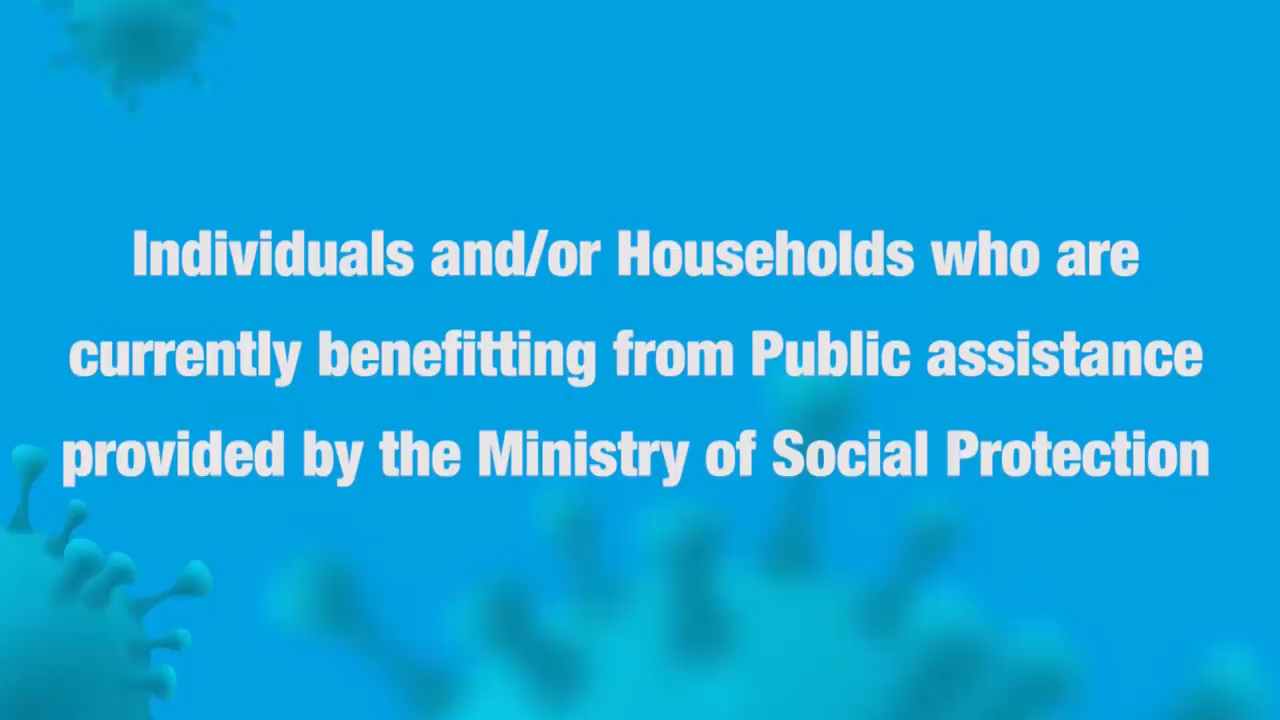 Individuals and/or Households who are
currently benefitting from Public assistance
provided by the Ministry of Social Protection